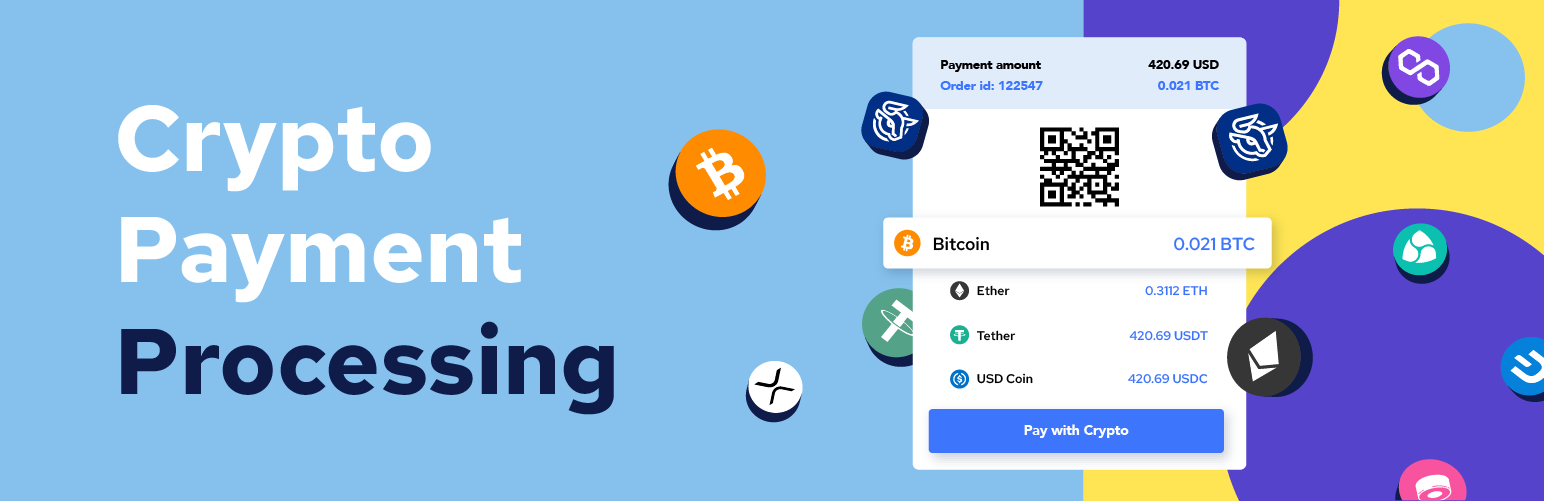 Crypto
Payment
Processing
Payment amount 420.69 USD
Order id: 122547 0.021 BTC
Bitcoin 0.021 BTC
Ether 0.3112 ETH
Tether 420.69 USDT
USD Coin 420.69 USDC
Pay with Crypto